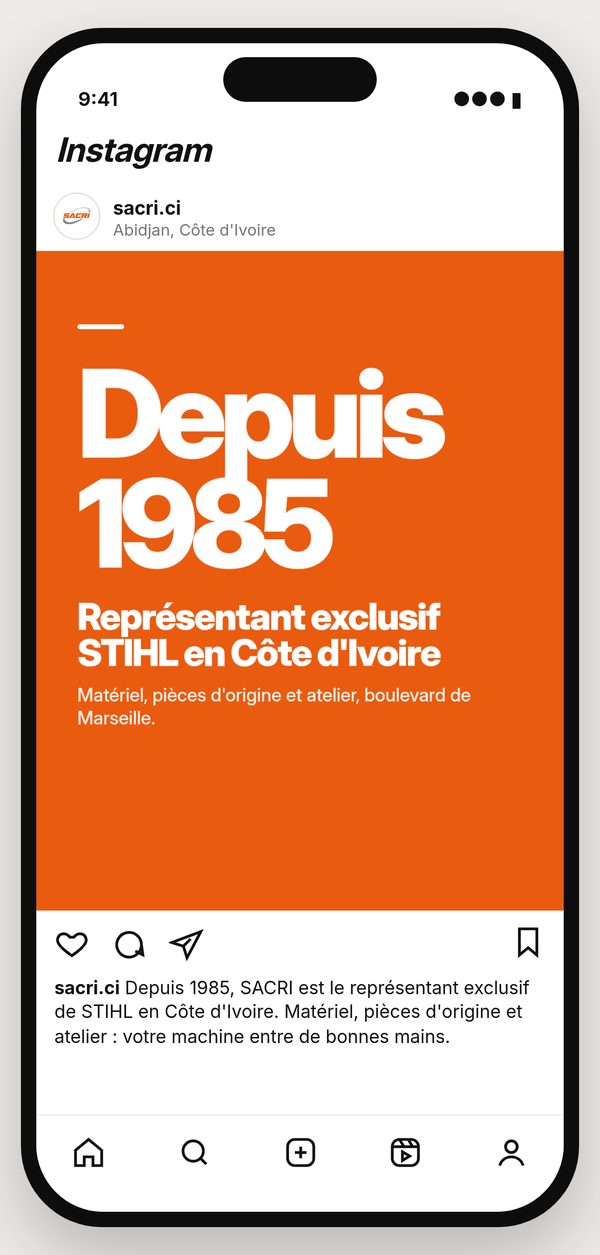 9:41
Instagram
SACRI
sacri.ci
Abidjan, Côte d'Ivoire
Depuis
1985
Représentant exclusif
STIHL en Côte d'Ivoire
Matériel, pièces d'origine et atelier, boulevard de
Marseille.
sacri.ci Depuis 1985, SACRI est le représentant exclusif
de STIHL en Côte d'Ivoire. Matériel, pièces d'origine et
atelier : votre machine entre de bonnes mains.